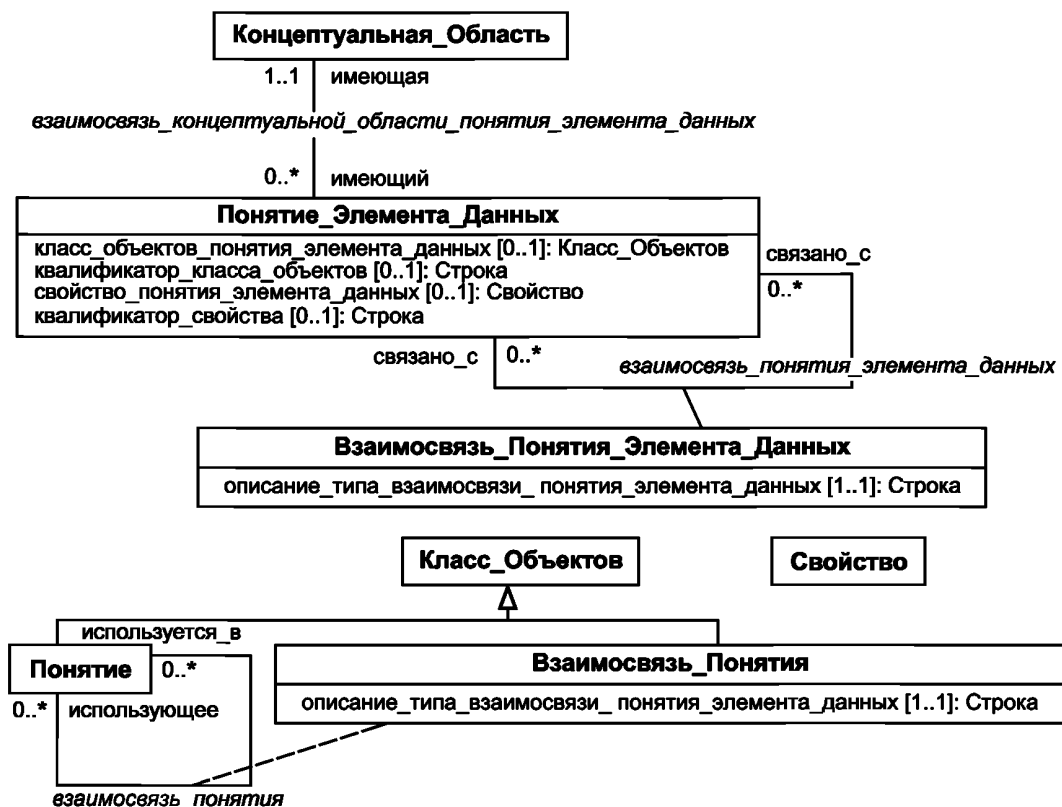 Концептуальная_Область
1..1 имеющая
взаимосвязь_концептуальной_области_понятия_элемента_данных
0..* имеющий
Понятие_Элемента_Данных
класс_объектов_понятия_элемента_данных [0..1]: Класс_Объектов
квалификатор_класса_объектов [0..1]: Строка
свойство_понятия_элемента_данных [0..1]: Свойство
квалификатор_свойства [0..1]: Строка
связано_с
0..*
связано_с 0..*
взаимосвязь_понятия_элемента_данных
Взаимосвязь_Понятия_Элемента_Данных
описание_типа_взаимосвязи_ понятия_элемента_данных [1..1]: Строка
Класс_Объектов
Свойство
используется_в
Понятие
0..*
0..* использующее
Взаимосвязь_Понятия
описание_типа_взаимосвязи_ понятия_элемента_данных [1..1]: Строка
взаимосвязь_понятия